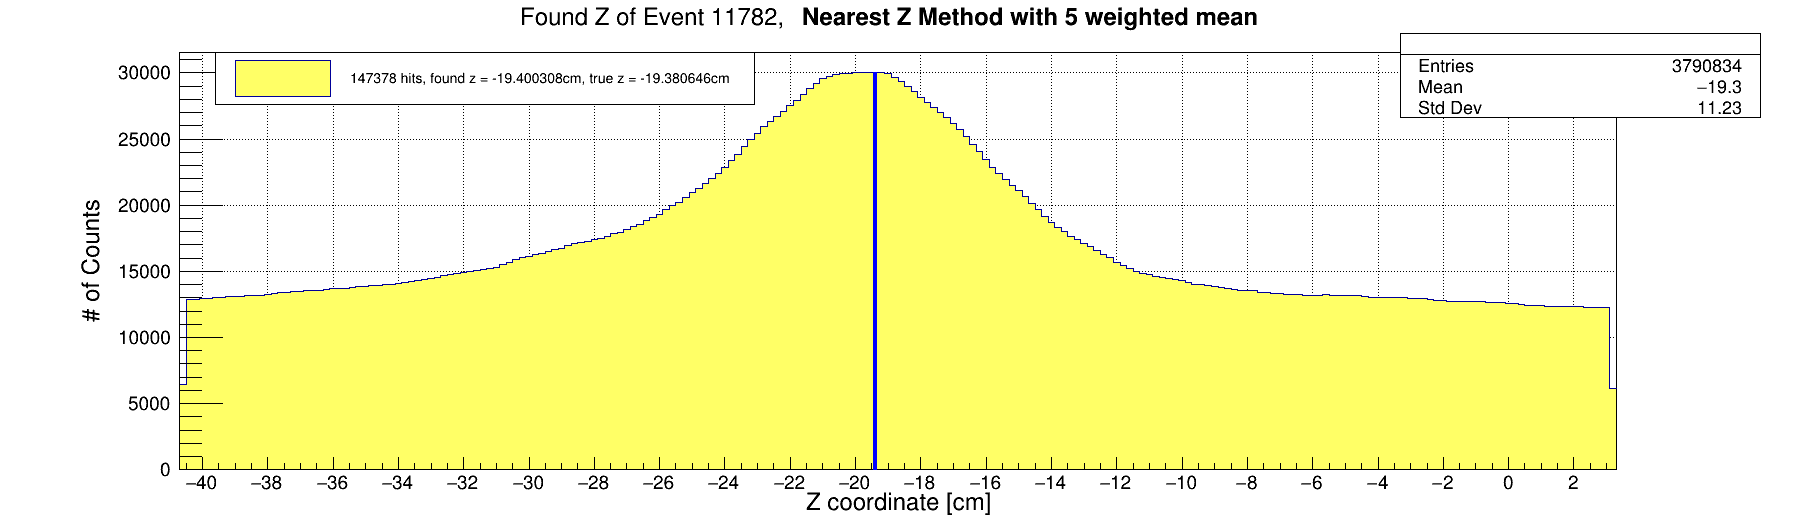 Found Z of Event 11782, Nearest Z Method with 5 weighted mean
147378 hits, found z = -19.400308cm, true z = -19.380646cm
Entries 3790834
Mean −19.3
Std Dev 11.23
# of Counts
30000
25000
20000
15000
10000
5000
0
−40 −38 −36 −34 −32 −30 −28 −26 −24 −22 −20 −18 −16 −14 −12 −10 −8 −6 −4 −2 0 2
Z coordinate [cm]